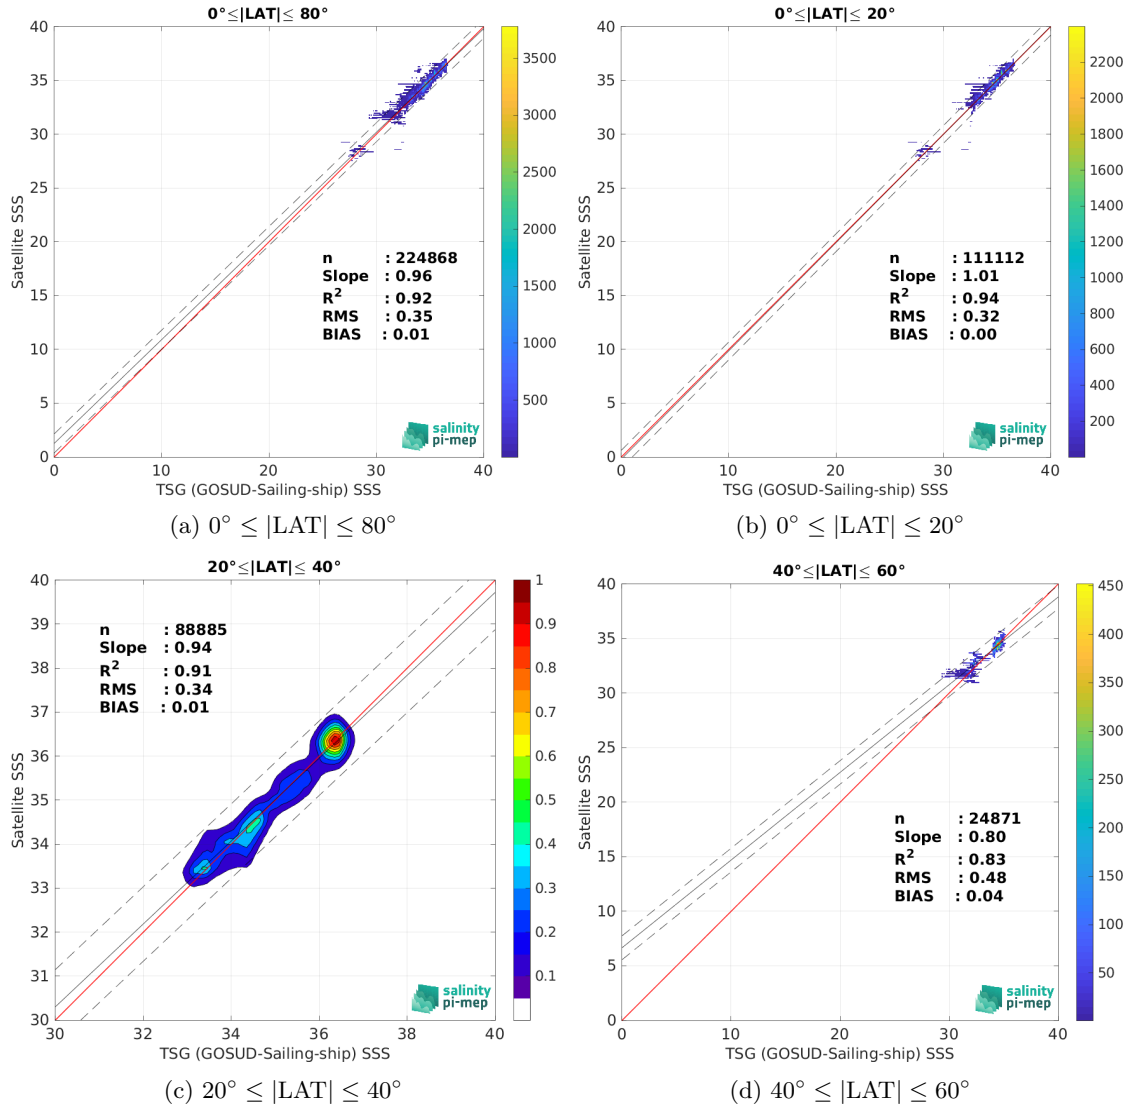 0°≤|LAT|≤ 80°
Satellite SSS
40
35
30
25
20
15
10
5
0
n : 224868
Slope : 0.96
R² : 0.92
RMS : 0.35
BIAS : 0.01
salinity
pi-mep
0 10 20 30 40
TSG (GOSUD-Sailing-ship) SSS
3500
3000
2500
2000
1500
1000
500
(a) 0° ≤ |LAT| ≤ 80°
0°≤|LAT|≤ 20°
Satellite SSS
40
35
30
25
20
15
10
5
0
n : 111112
Slope : 1.01
R² : 0.94
RMS : 0.32
BIAS : 0.00
salinity
pi-mep
0 10 20 30 40
TSG (GOSUD-Sailing-ship) SSS
2200
2000
1800
1600
1400
1200
1000
800
600
400
200
(b) 0° ≤ |LAT| ≤ 20°
20°≤|LAT|≤ 40°
Satellite SSS
40
39
38
37
36
35
34
33
32
31
30
n : 88885
Slope : 0.94
R² : 0.91
RMS : 0.34
BIAS : 0.01
salinity
pi-mep
30 32 34 36 38 40
TSG (GOSUD-Sailing-ship) SSS
1
0.9
0.8
0.7
0.6
0.5
0.4
0.3
0.2
0.1
(c) 20° ≤ |LAT| ≤ 40°
40°≤|LAT|≤ 60°
Satellite SSS
40
35
30
25
20
15
10
5
0
n : 24871
Slope : 0.80
R² : 0.83
RMS : 0.48
BIAS : 0.04
salinity
pi-mep
0 10 20 30 40
TSG (GOSUD-Sailing-ship) SSS
450
400
350
300
250
200
150
100
50
(d) 40° ≤ |LAT| ≤ 60°